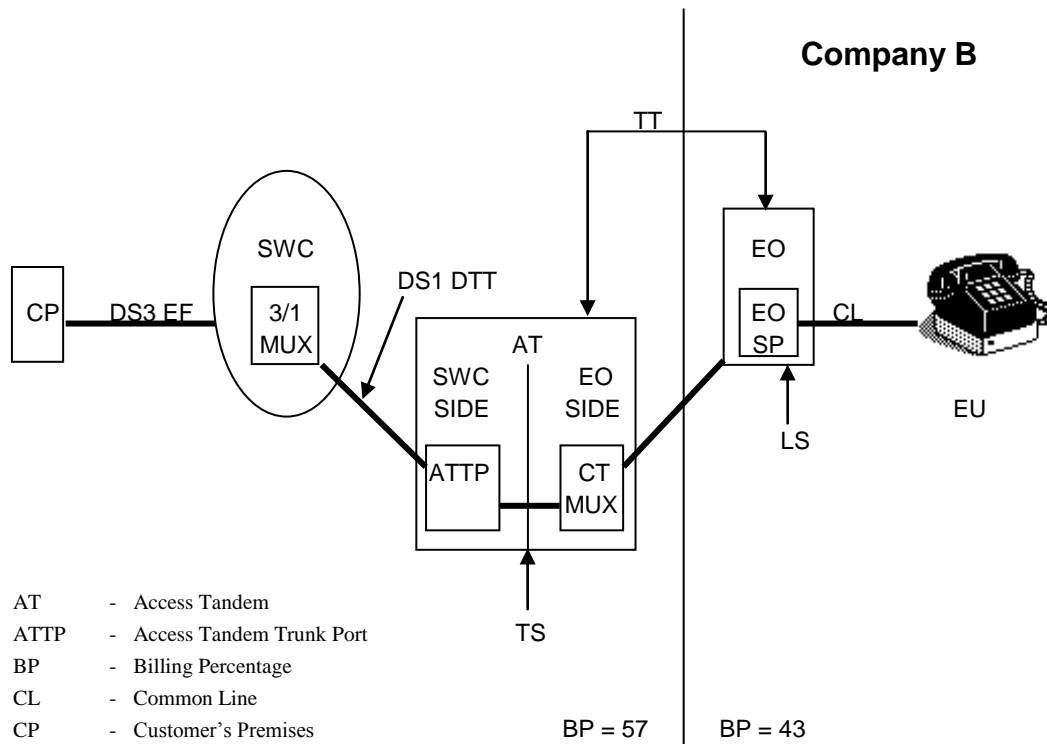 Company B
TT
SWC
EO
DS1 DTT
CP
DS3 EF
3/1
MUX
EO
SP
CL
AT
SWC
SIDE
EO
SIDE
EU
LS
ATTP
CT
MUX
TS
AT - Access Tandem
ATTP - Access Tandem Trunk Port
BP - Billing Percentage
CL - Common Line
CP - Customer's Premises
BP = 57
BP = 43